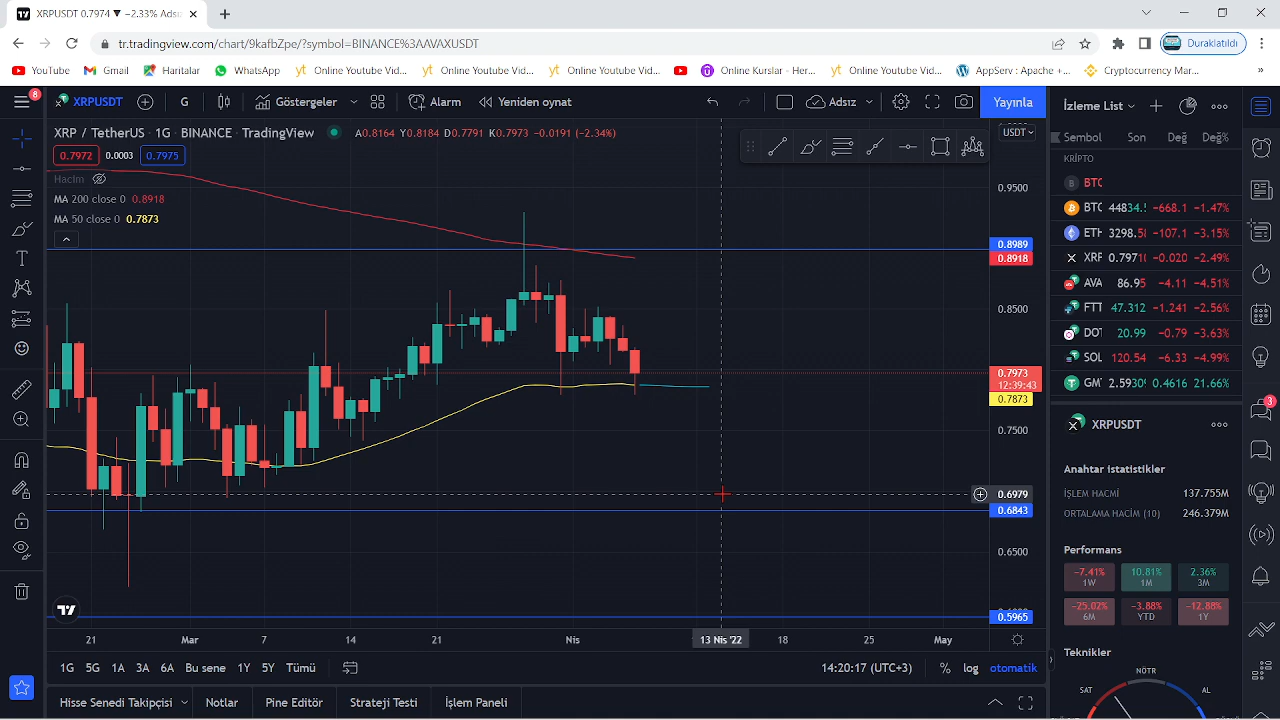 XRPUSDT 0.7974 ▼ −2.33% Adsı
tr.tradingview.com/chart/9kafbZpe/?symbol=BINANCE%3AAVAXUSDT
Duraklatıldı
YouTube Gmail Haritalar WhatsApp Online Youtube Vid... Online Youtube Vid... Online Youtube Vid... Online Kurslar - Her... Online Youtube Vid... AppServ : Apache +... Cryptocurrency Mar... »
8 XRPUSDT G Göstergeler Alarm Yeniden oynat Adsız Yayınla
XRP / TetherUS · 1G · BINANCE · TradingView A0.8164 Y0.8184 D0.7791 K0.7973 −0.0191 (−2.34%)
0.7972 0.0003 0.7975
Hacim
MA 200 close 0 0.8918
MA 50 close 0 0.7873
USDT
0.9500
0.8989
0.8918
0.8500
0.7973
12:39:43
0.7873
0.7500
0.6979
0.6843
0.6500
0.5965
21 Mar 7 14 21 Nis 13 Nis '22 18 25 May
1G 5G 1A 3A 6A Bu sene 1Y 5Y Tümü 14:20:17 (UTC+3) % log otomatik
Hisse Senedi Takipçisi Notlar Pine Editör Strateji Testi İşlem Paneli
İzleme List
Sembol Son Değ Değ%
KRİPTO
BTC
BTC 44834.5 −668.1 −1.47%
ETH 3298.58 −107.1 −3.15%
XRP 0.7971 −0.020 −2.49%
AVA 86.95 −4.11 −4.51%
FTT 47.312 −1.241 −2.56%
DOT 20.99 −0.79 −3.63%
SOL 120.54 −6.33 −4.99%
GMT 2.5930 0.4616 21.66%
XRPUSDT
Anahtar istatistikler
İŞLEM HACMİ 137.755M
ORTALAMA HACİM (10) 246.379M
Performans
−7.41% 10.81% 2.36%
1W 1M 3M
−25.02% −3.88% −12.88%
6M YTD 1Y
Teknikler
NÖTR
SAT AL
3